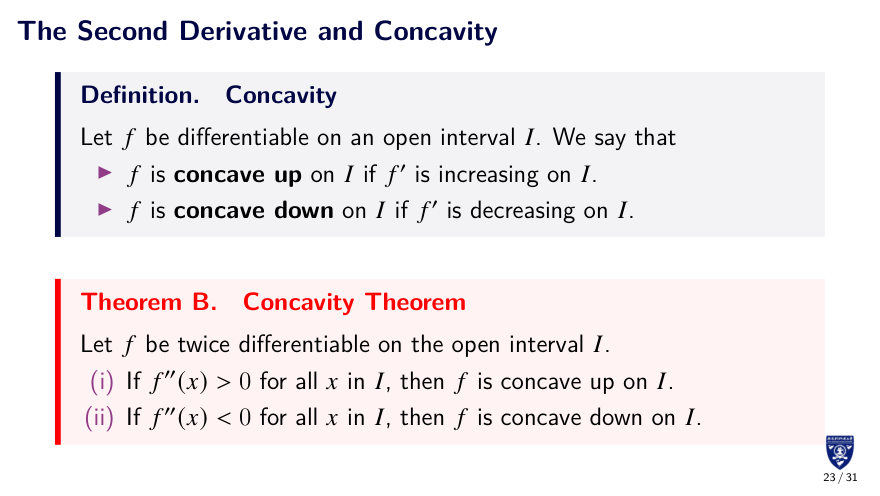 The Second Derivative and Concavity
Definition. Concavity
Let f be differentiable on an open interval I. We say that
▶ f is concave up on I if f′ is increasing on I.
▶ f is concave down on I if f′ is decreasing on I.
Theorem B. Concavity Theorem
Let f be twice differentiable on the open interval I.
(i) If f″(x) > 0 for all x in I, then f is concave up on I.
(ii) If f″(x) < 0 for all x in I, then f is concave down on I.
23 / 31